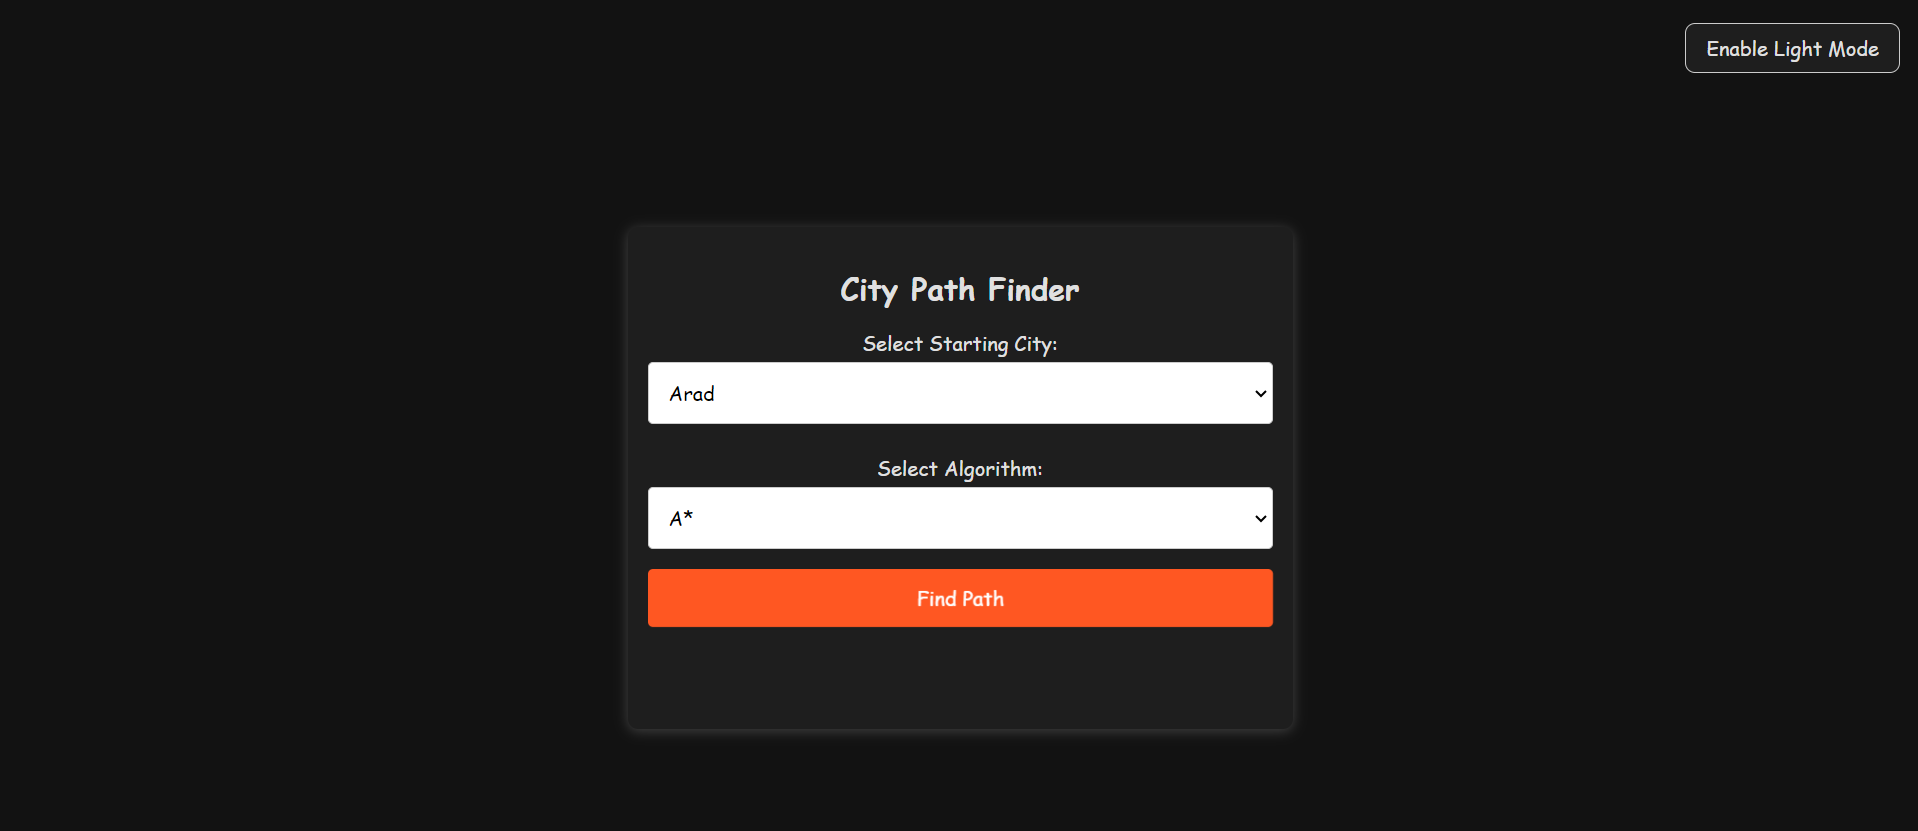 Enable Light Mode
City Path Finder
Select Starting City:
Arad
Select Algorithm:
A*
Find Path